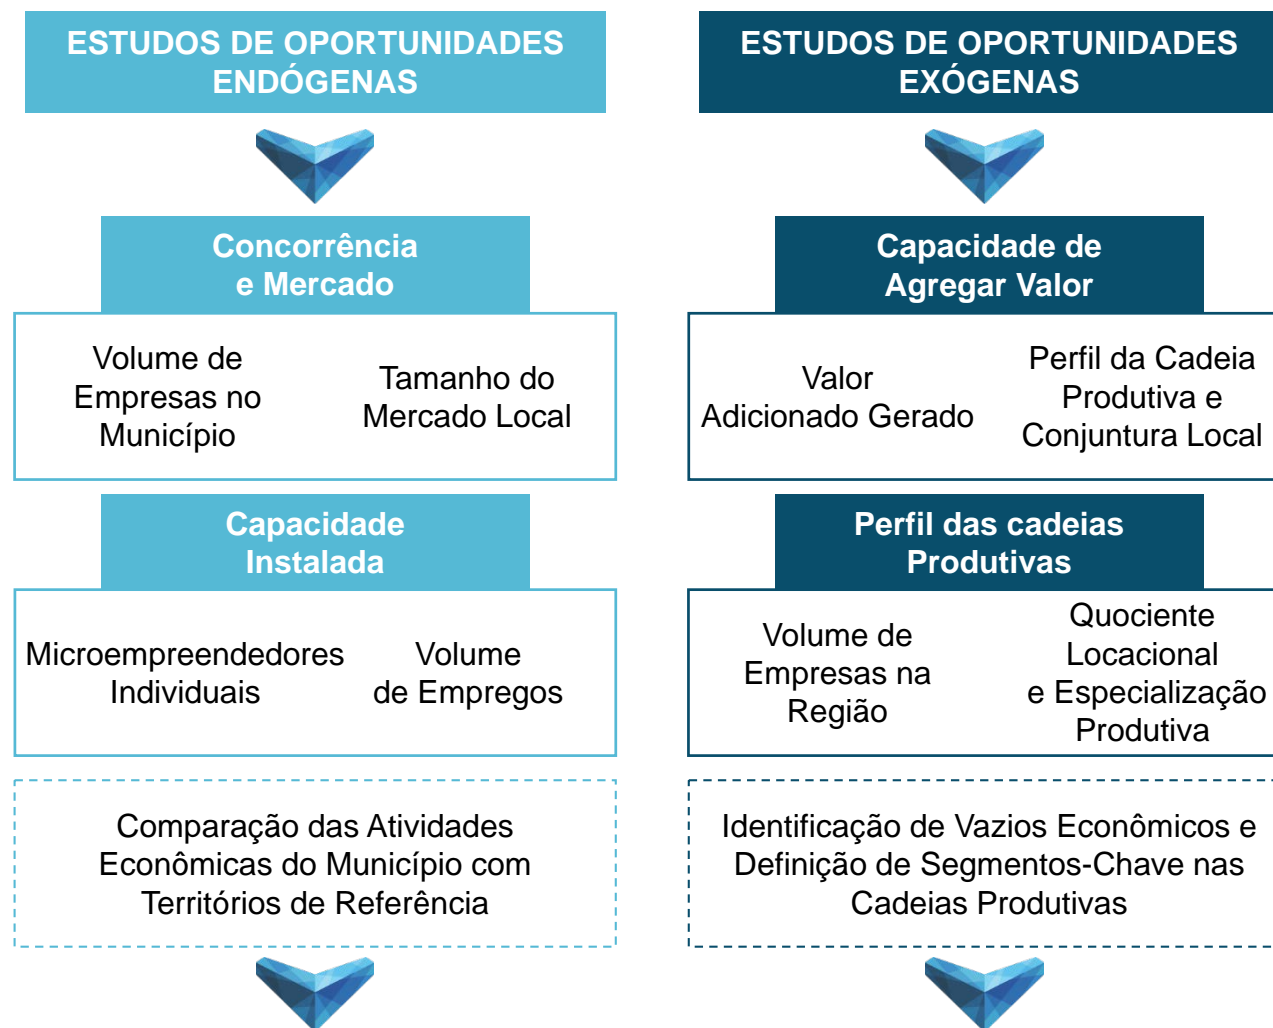 ESTUDOS DE OPORTUNIDADES
ENDÓGENAS
Concorrência
e Mercado
Volume de
Empresas no
Município
Tamanho do
Mercado Local
Capacidade
Instalada
Microempreendedores
Individuais
Volume
de Empregos
Comparação das Atividades
Econômicas do Município com
Territórios de Referência
ESTUDOS DE OPORTUNIDADES
EXÓGENAS
Capacidade de
Agregar Valor
Valor
Adicionado Gerado
Perfil da Cadeia
Produtiva e
Conjuntura Local
Perfil das cadeias
Produtivas
Volume de
Empresas na
Região
Quociente
Locacional
e Especialização
Produtiva
Identificação de Vazios Econômicos e
Definição de Segmentos-Chave nas
Cadeias Produtivas